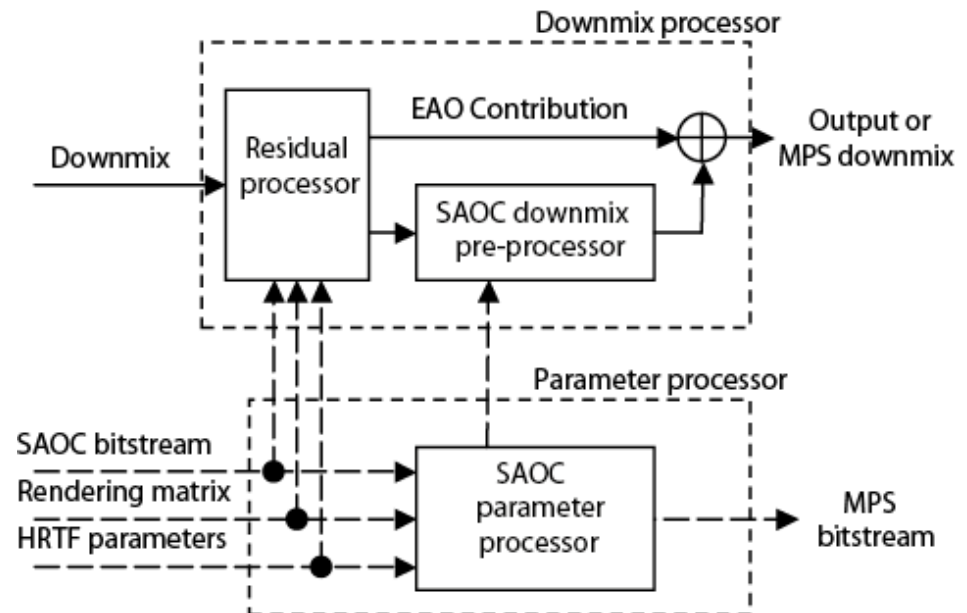 Downmix processor
EAO Contribution
Output or
MPS downmix
Downmix
Residual
processor
SAOC downmix
pre-processor
Parameter processor
SAOC bitstream
Rendering matrix
HRTF parameters
SAOC
parameter
processor
MPS
bitstream